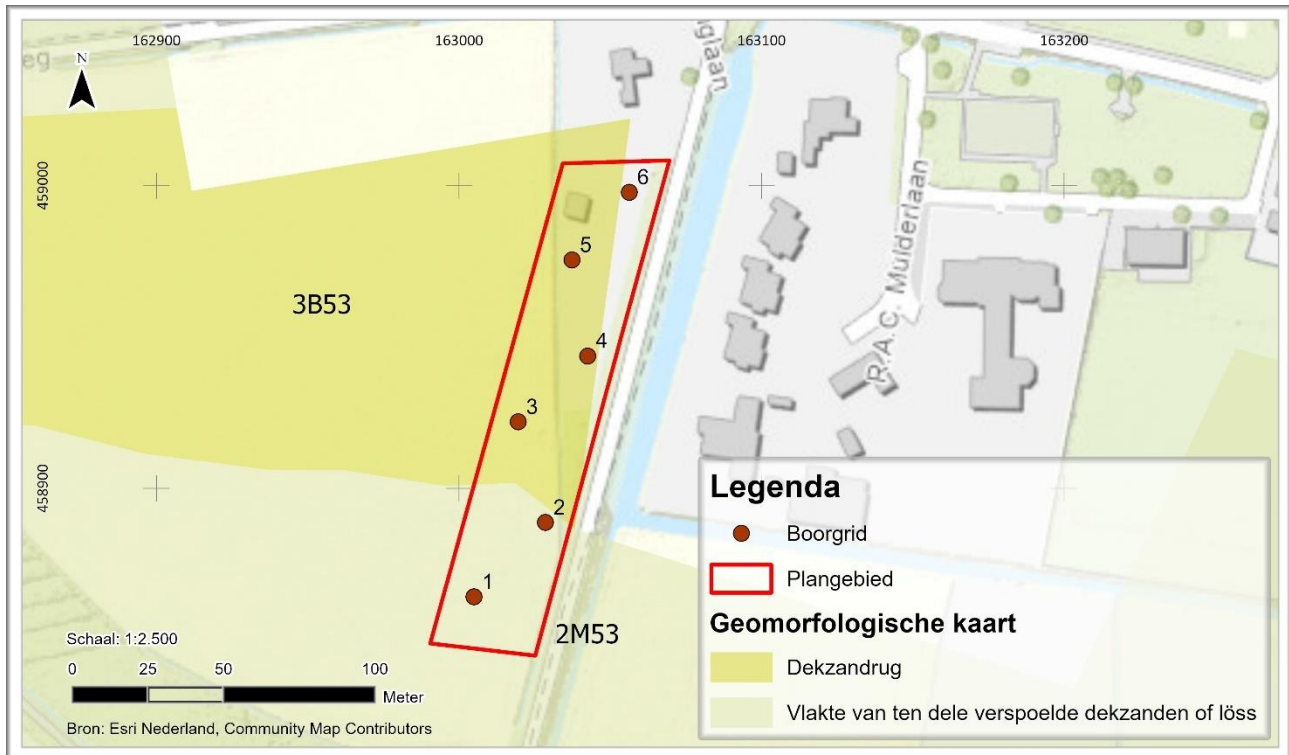 162900 163000 163100 163200
eg
N
glaan
459000
6
5
R.A.C. Mulderlaan
3B53
4
3
458900
2
1
2M53
Legenda
Boorgrid
Plangebied
Geomorfologische kaart
Dekzandrug
Vlakte van ten dele verspoelde dekzanden of löss
Schaal: 1:2.500
0 25 50 100
Meter
Bron: Esri Nederland, Community Map Contributors